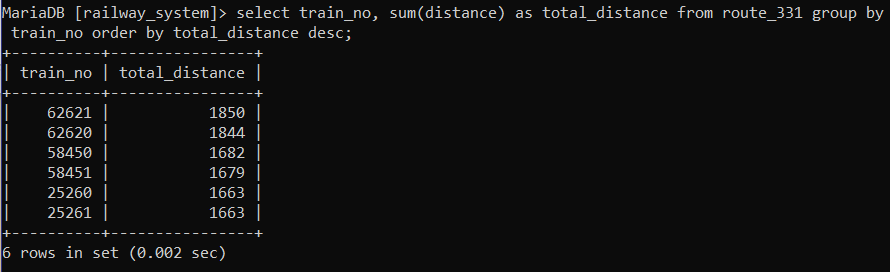 MariaDB [railway_system]> select train_no, sum(distance) as total_distance from route_331 group by
 train_no order by total_distance desc;
+----------+----------------+
| train_no | total_distance |
+----------+----------------+
|    62621 |           1850 |
|    62620 |           1844 |
|    58450 |           1682 |
|    58451 |           1679 |
|    25260 |           1663 |
|    25261 |           1663 |
+----------+----------------+
6 rows in set (0.002 sec)